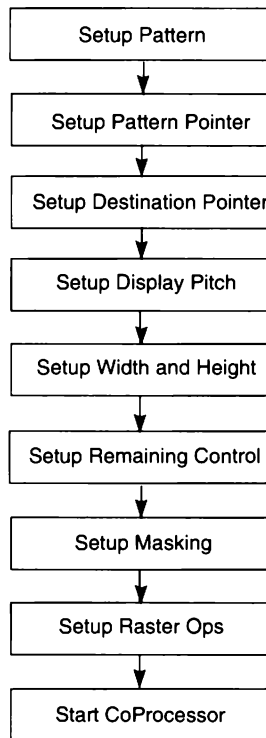 Setup Pattern
Setup Pattern Pointer
Setup Destination Pointer
Setup Display Pitch
Setup Width and Height
Setup Remaining Control
Setup Masking
Setup Raster Ops
Start CoProcessor